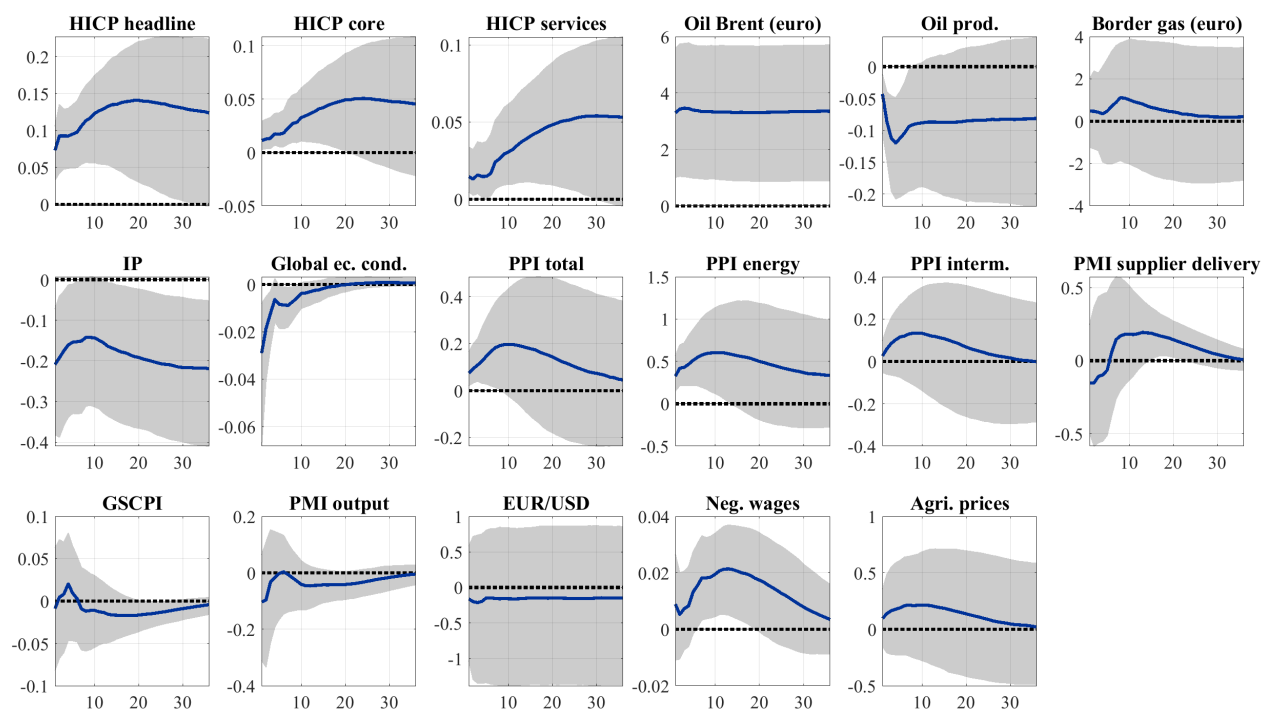 HICP headline HICP core HICP services Oil Brent (euro) Oil prod. Border gas (euro)
0.2 0.15 0.1 0.05 0
10 20 30
0.1 0.05 0 -0.05
10 20 30
0.1 0.05 0
10 20 30
6 4 2 0
10 20 30
0 -0.05 -0.1 -0.15 -0.2
10 20 30
4 2 0 -2 -4
10 20 30
IP Global ec. cond. PPI total PPI energy PPI interm. PMI supplier delivery
0 -0.1 -0.2 -0.3 -0.4
10 20 30
0 -0.02 -0.04 -0.06
10 20 30
0.4 0.2 0 -0.2
10 20 30
1.5 1 0.5 0 -0.5
10 20 30
0.4 0.2 0 -0.2 -0.4
10 20 30
0.5 0 -0.5
10 20 30
GSCPI PMI output EUR/USD Neg. wages Agri. prices
0.1 0.05 0 -0.05 -0.1
10 20 30
0.2 0 -0.2 -0.4
10 20 30
1 0.5 0 -0.5 -1
10 20 30
0.04 0.02 0 -0.02
10 20 30
1 0.5 0 -0.5
10 20 30